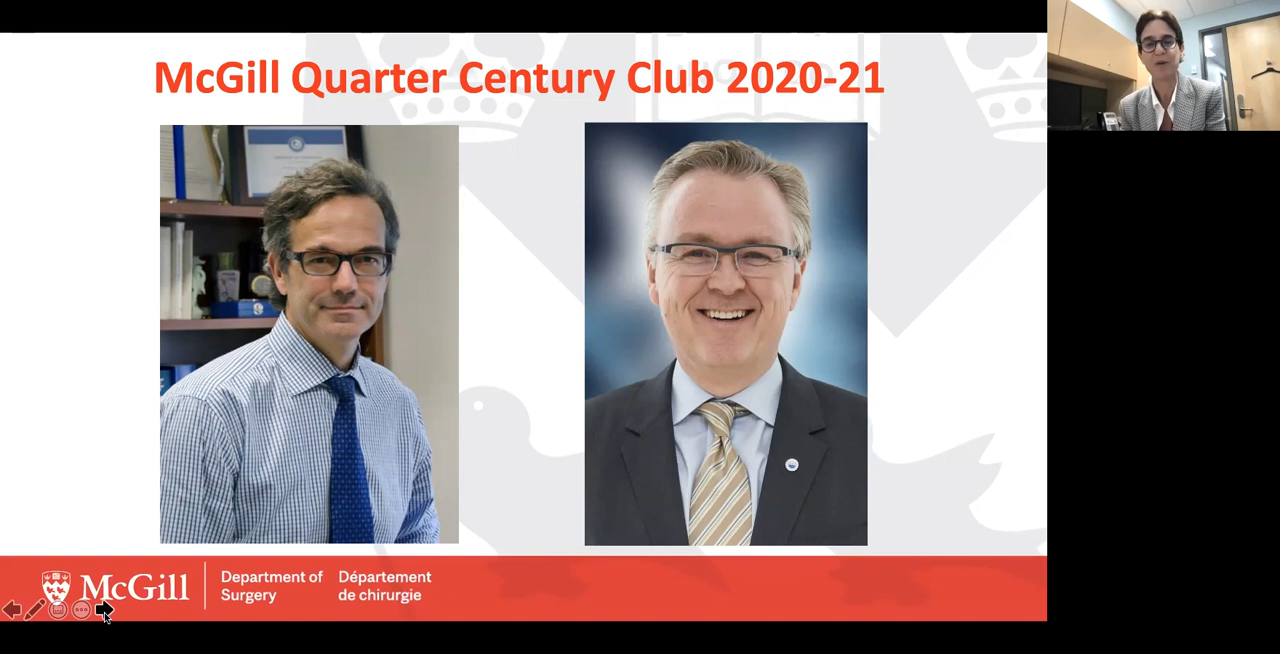 McGill Quarter Century Club 2020-21
McGill
Department of
Surgery
Département
de chirurgie